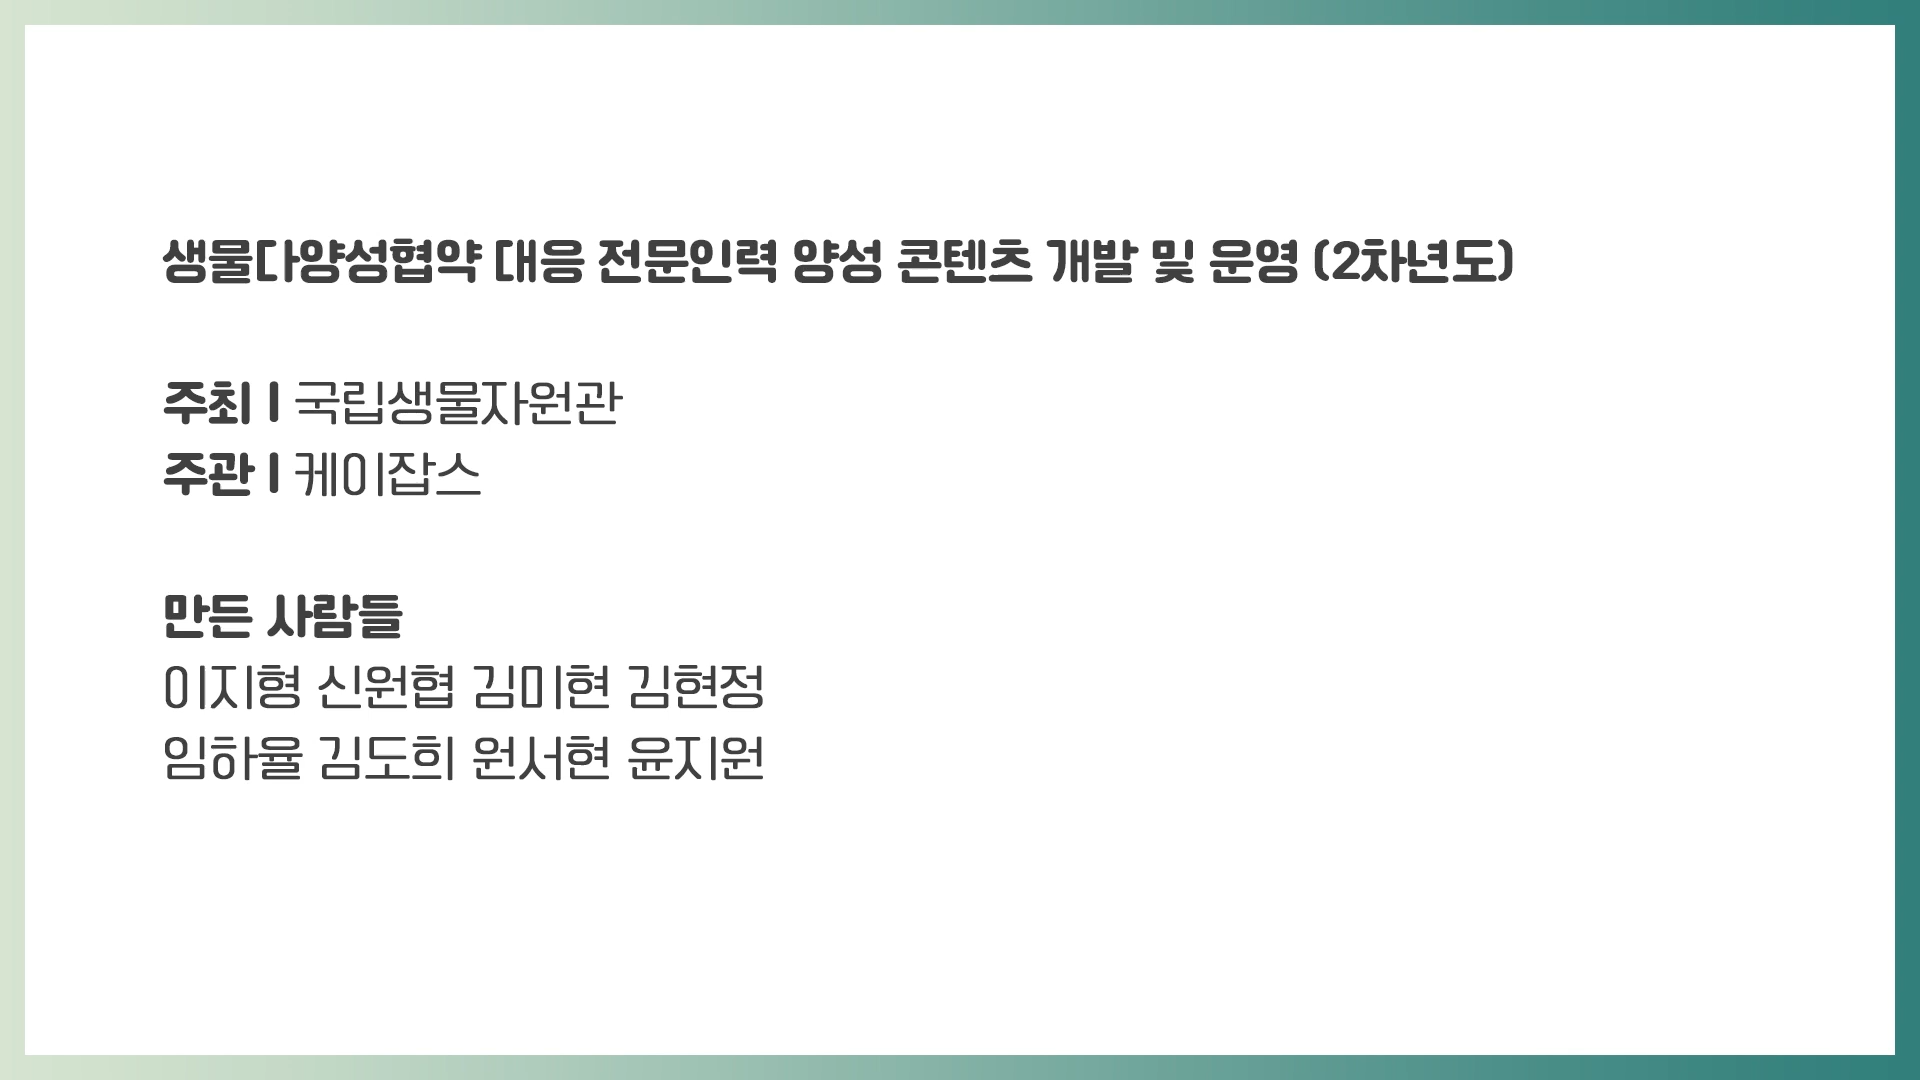 생물다양성협약 대응 전문인력 양성 콘텐츠 개발 및 운영 (2차년도)
주최 | 국립생물자원관
주관 | 케이잡스
만든 사람들
이지형 신원협 김미현 김현정
임하율 김도희 원서현 윤지원